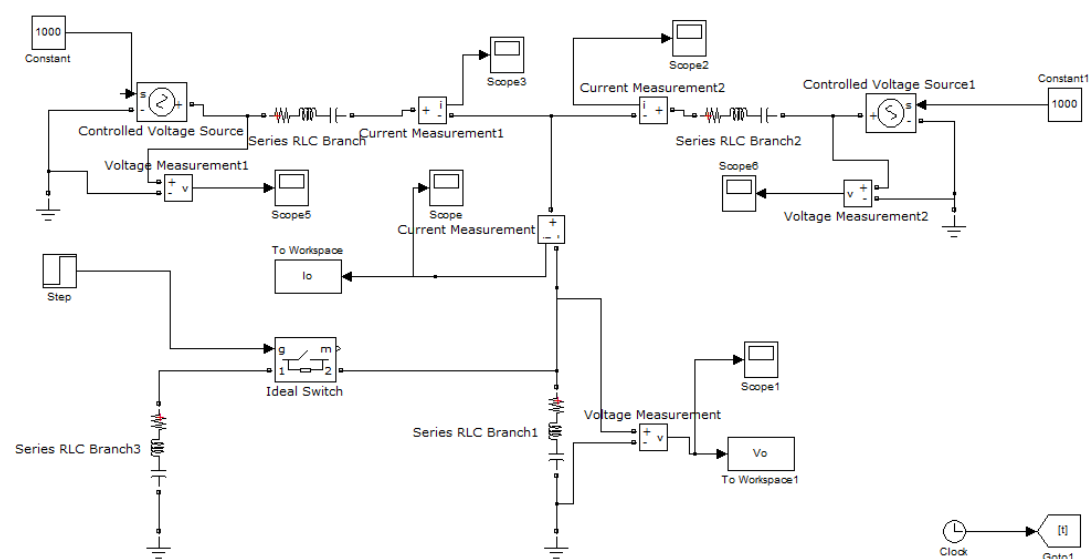 1000
Constant
s
-
+
Controlled Voltage Source
Series RLC Branch
+
i
-
Current Measurement1
Scope3
Voltage Measurement1
+
-
v
Scope5
Scope2
Current Measurement2
i
-
+
Series RLC Branch2
Controlled Voltage Source1
+
s
-
Constant1
1000
Scope6
v
+
-
Voltage Measurement2
Scope
Current Measurement
+
To Workspace
Io
Step
g
m
1
2
Ideal Switch
Series RLC Branch3
Series RLC Branch1
Voltage Measurement
+
-
v
Scope1
Vo
To Workspace1
Clock
[t]
Goto1